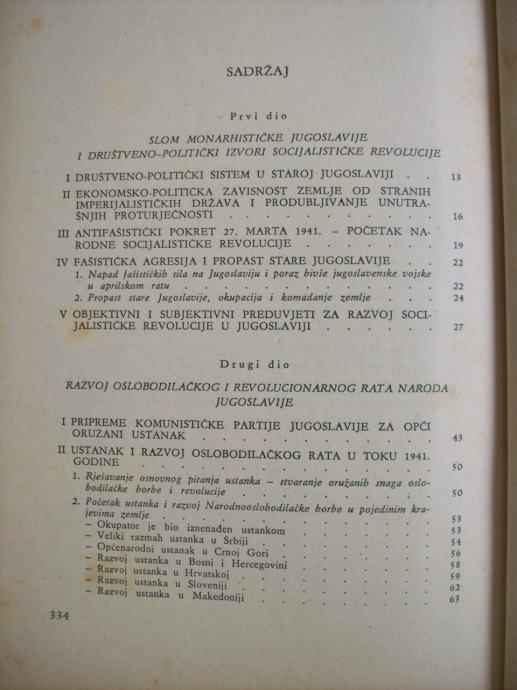 SADRŽAJ
Prvi dio
SLOM MONARHISTIČKE JUGOSLAVIJE
I DRUŠTVENO-POLITIČKI IZVORI SOCIJALISTIČKE REVOLUCIJE
I DRUŠTVENO-POLITIČKI SISTEM U STAROJ JUGOSLAVIJI . . 13
II EKONOMSKO-POLITIČKA ZAVISNOST ZEMLJE OD STRANIH
IMPERIJALISTIČKIH DRŽAVA I PRODUBLJIVANJE UNUTRA-
ŠNJIH PROTURJEČNOSTI . . . . . . . . . 16
III ANTIFAŠISTIČKI POKRET 27. MARTA 1941. – POČETAK NA-
RODNE SOCIJALISTIČKE REVOLUCIJE . . . . . . 19
IV FAŠISTIČKA AGRESIJA I PROPAST STARE JUGOSLAVIJE . . . 22
1. Napad fašističkih sila na Jugoslaviju i poraz bivše jugoslavenske vojske
u aprilskom ratu . . . . . . . . . . . 22
2. Propast stare Jugoslavije, okupacija i komadanje zemlje . . . 24
V OBJEKTIVNI I SUBJEKTIVNI PREDUVJETI ZA RAZVOJ SOCI-
JALISTIČKE REVOLUCIJE U JUGOSLAVIJI . . . . . . 27
Drugi dio
RAZVOJ OSLOBODILAČKOG I REVOLUCIONARNOG RATA NARODA
JUGOSLAVIJE
I PRIPREME KOMUNISTIČKE PARTIJE JUGOSLAVIJE ZA OPĆI
ORUŽANI USTANAK . . . . . . . . . . 43
II USTANAK I RAZVOJ OSLOBODILAČKOG RATA U TOKU 1941.
GODINE . . . . . . . . . . . . . 50
1. Rješavanje osnovnog pitanja ustanka – stvaranje oružanih snaga oslo-
bodilačke borbe i revolucije . . . . . . . . . 50
2. Početak ustanka i razvoj Narodnooslobodilačke borbe u pojedinim kra-
jevima zemlje . . . . . . . . . . . . 53
– Okupator je bio iznenađen ustankom . . . . . . 53
– Veliki razmah ustanka u Srbiji . . . . . . . . 54
– Općenarodni ustanak u Crnoj Gori . . . . . . . 56
– Razvoj ustanka u Bosni i Hercegovini . . . . . . 58
– Razvoj ustanka u Hrvatskoj . . . . . . . . . 59
– Razvoj ustanka u Sloveniji . . . . . . . . . 62
– Razvoj ustanka u Makedoniji . . . . . . . . 63
334